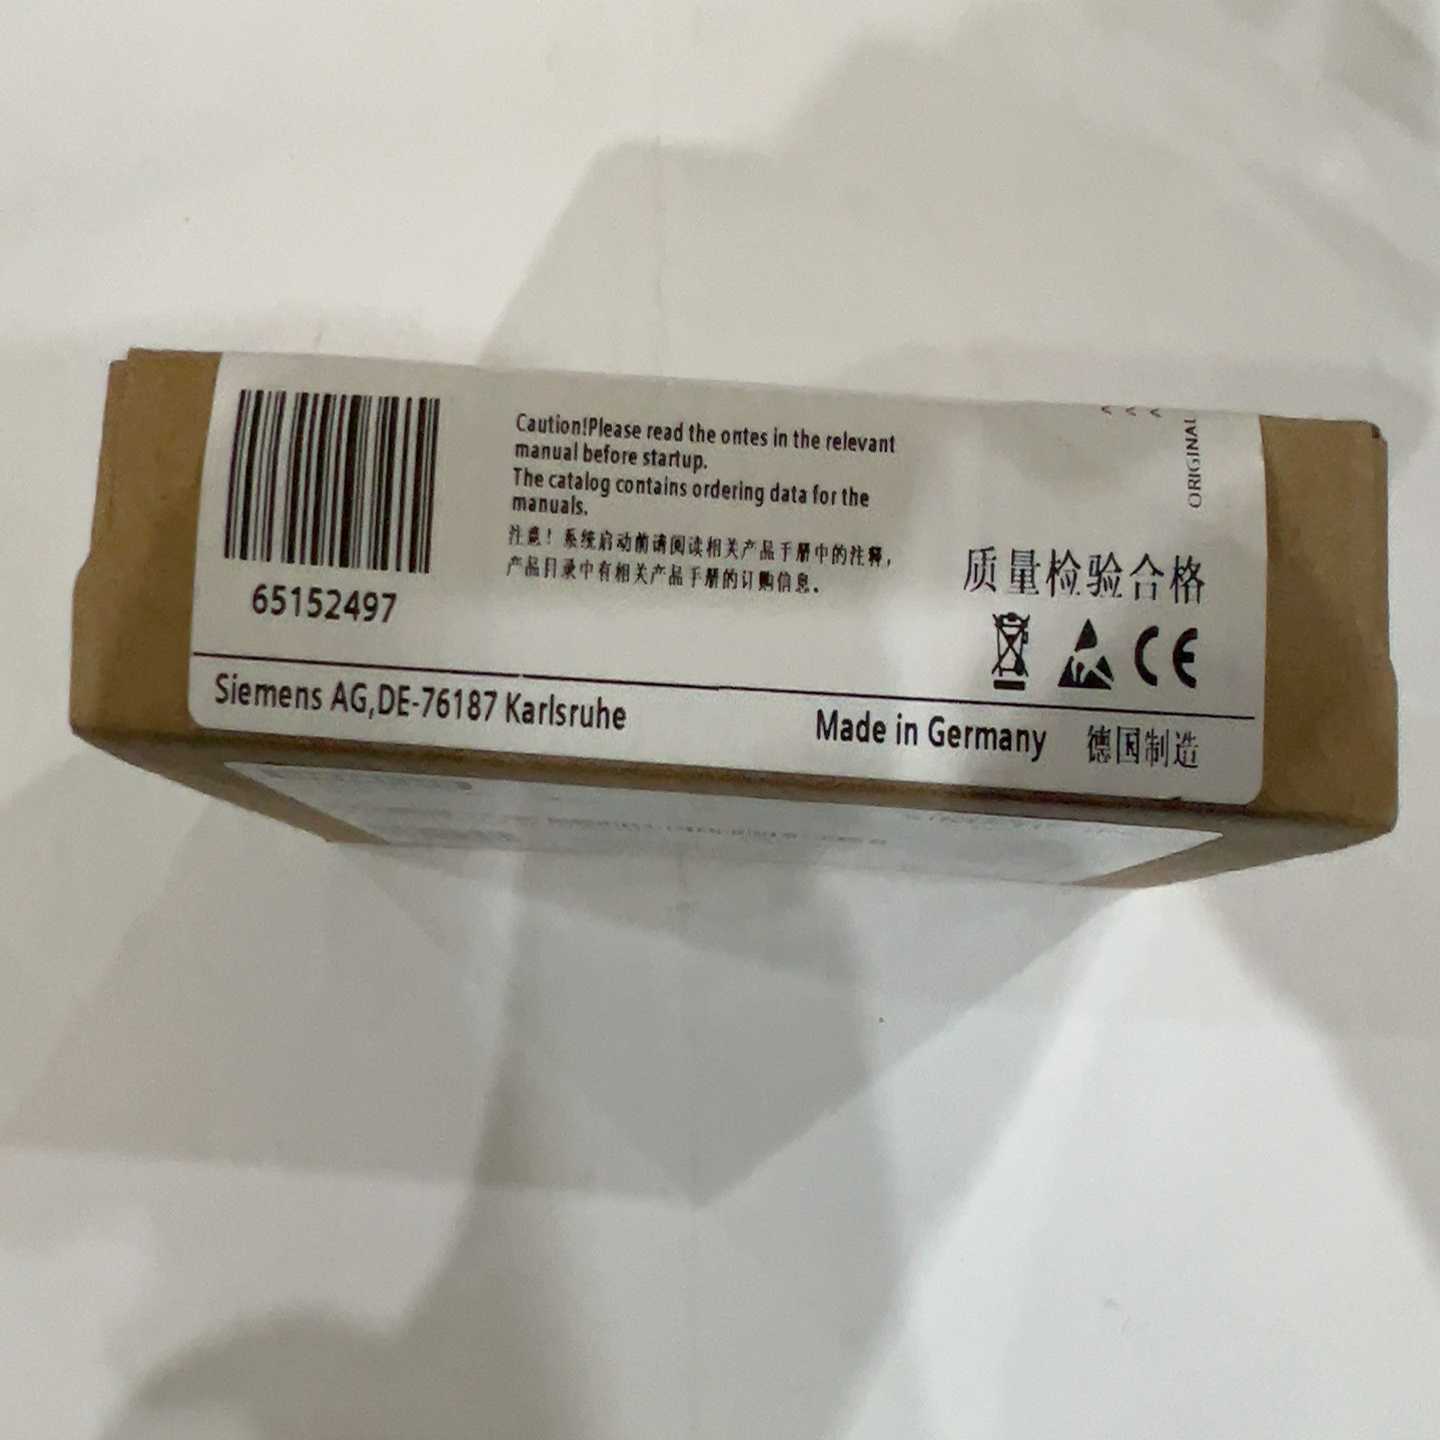 Caution!Please read the ontes in the relevant
manual before startup.
The catalog contains ordering data for the
manuals.
注意！系统启动前请阅读相关产品手册中的注释，
产品目录中有相关产品手册的订购信息。
65152497
ORIGINAL
质量检验合格
CE
Siemens AG,DE-76187 Karlsruhe
Made in Germany 德国制造